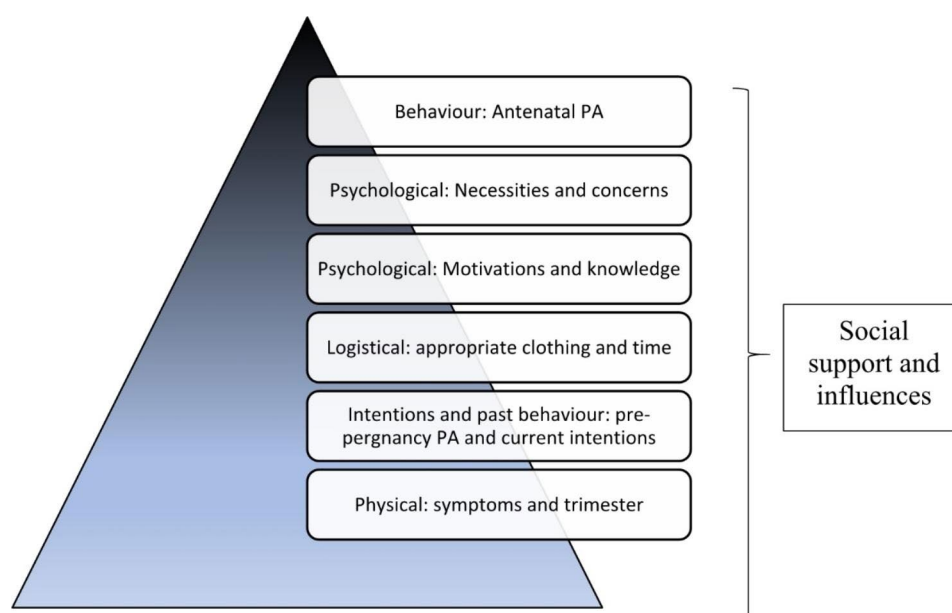 Behaviour: Antenatal PA
Psychological: Necessities and concerns
Psychological: Motivations and knowledge
Logistical: appropriate clothing and time
Intentions and past behaviour: pre-
pergnancy PA and current intentions
Physical: symptoms and trimester
Social
support and
influences